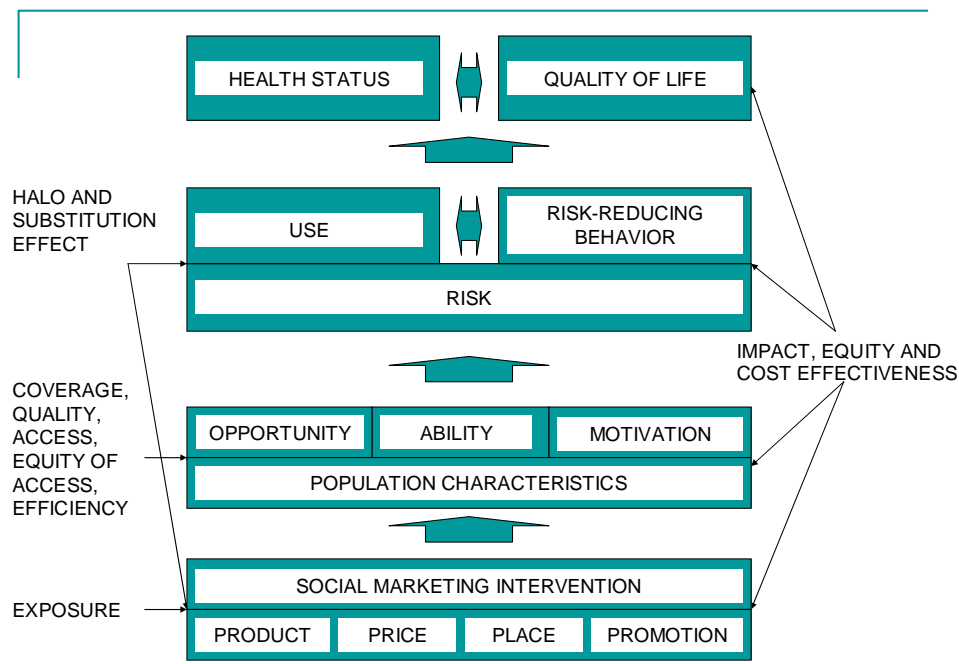 HEALTH STATUS
QUALITY OF LIFE
HALO AND
SUBSTITUTION
EFFECT
USE
RISK-REDUCING
BEHAVIOR
RISK
IMPACT, EQUITY AND
COST EFFECTIVENESS
COVERAGE,
QUALITY,
ACCESS,
EQUITY OF
ACCESS,
EFFICIENCY
OPPORTUNITY
ABILITY
MOTIVATION
POPULATION CHARACTERISTICS
SOCIAL MARKETING INTERVENTION
EXPOSURE
PRODUCT
PRICE
PLACE
PROMOTION